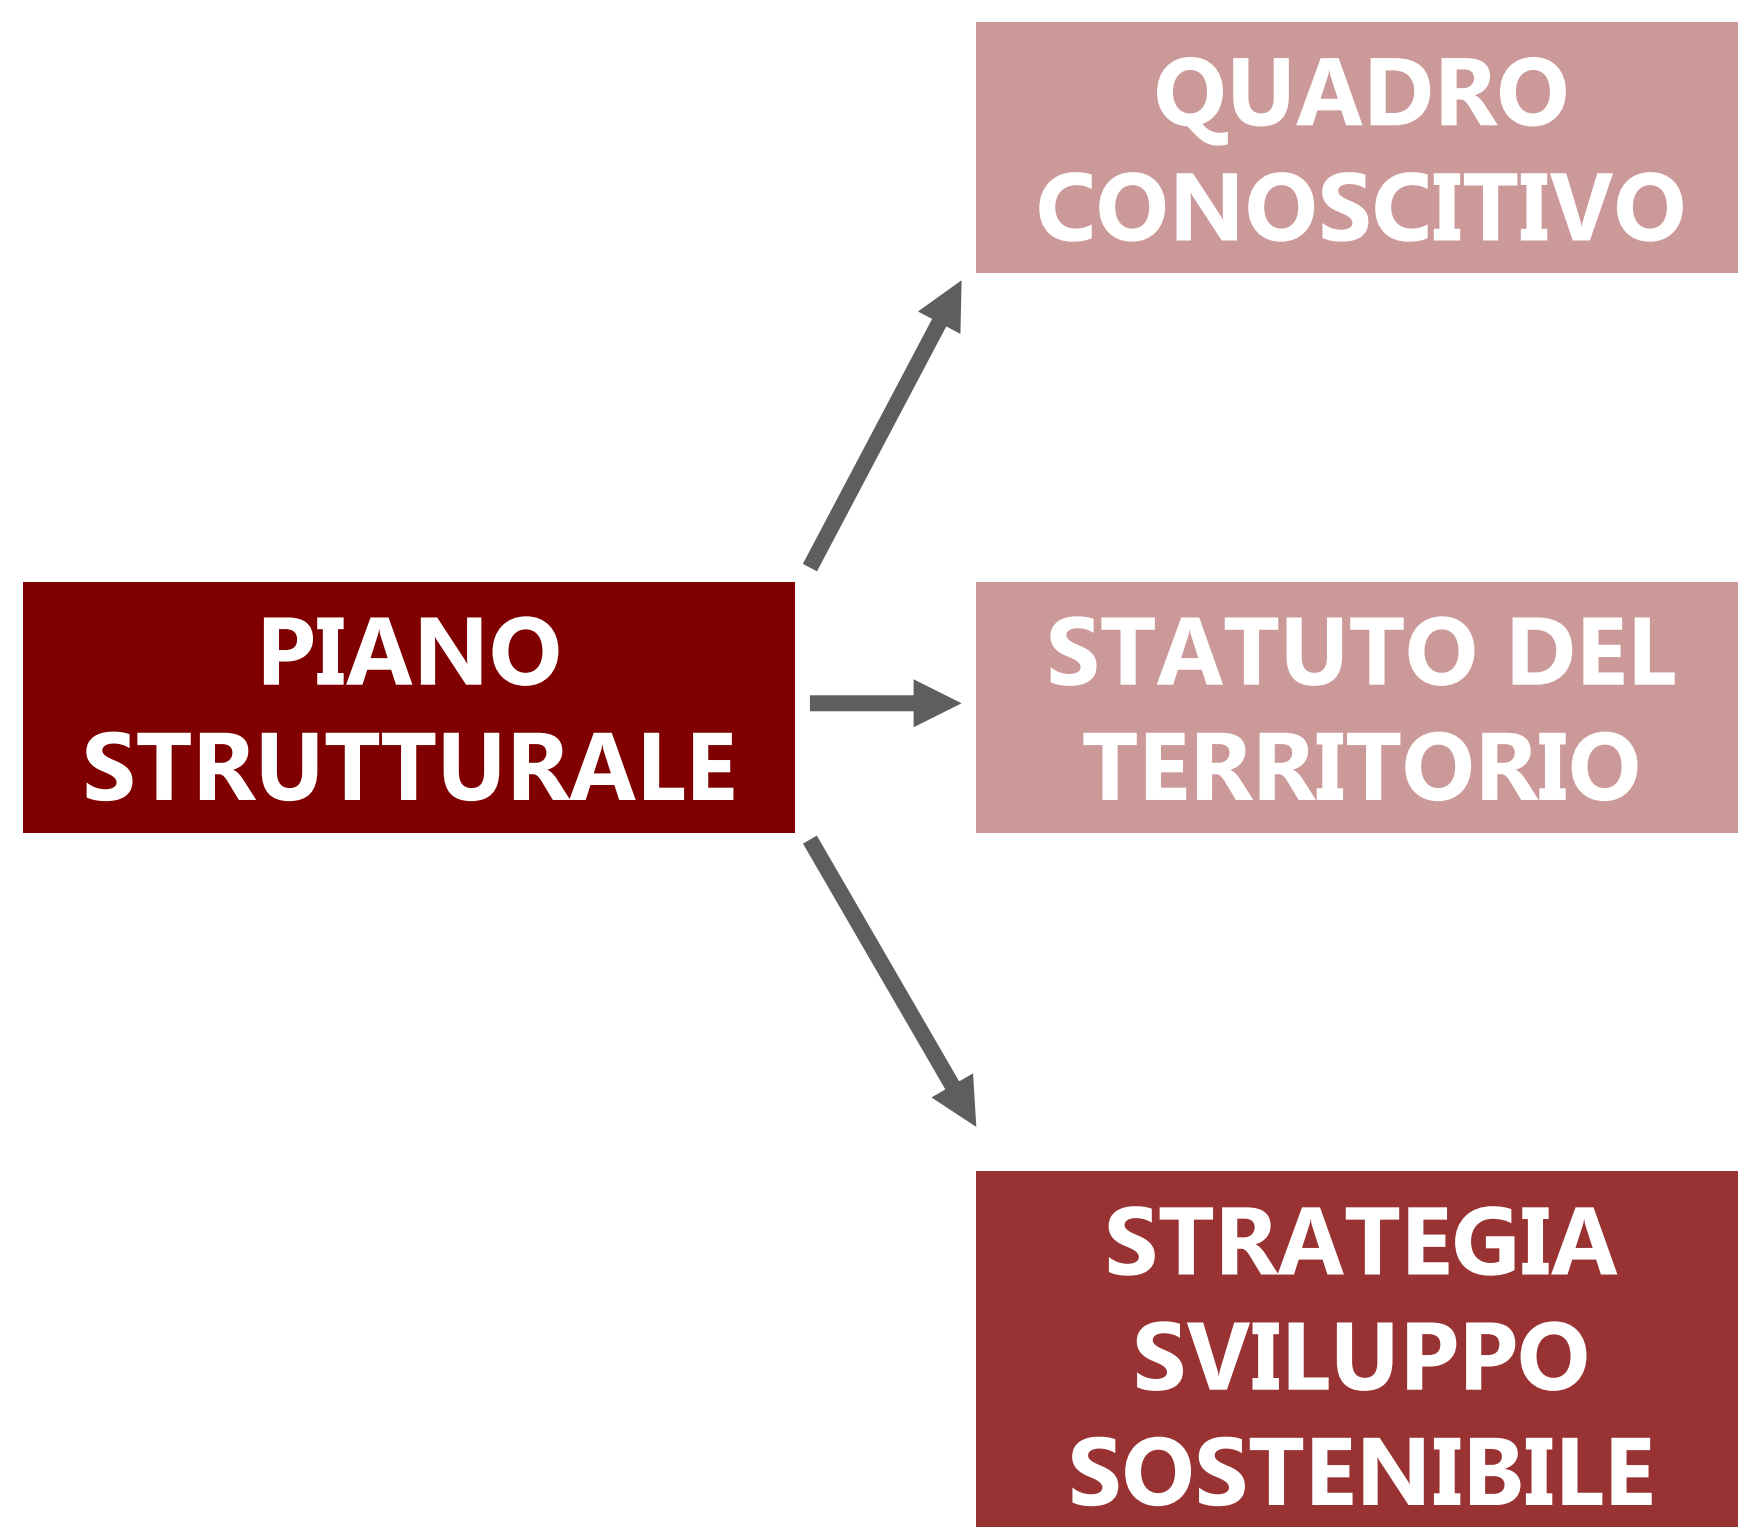 QUADRO
CONOSCITIVO
PIANO
STRUTTURALE
STATUTO DEL
TERRITORIO
STRATEGIA
SVILUPPO
SOSTENIBILE